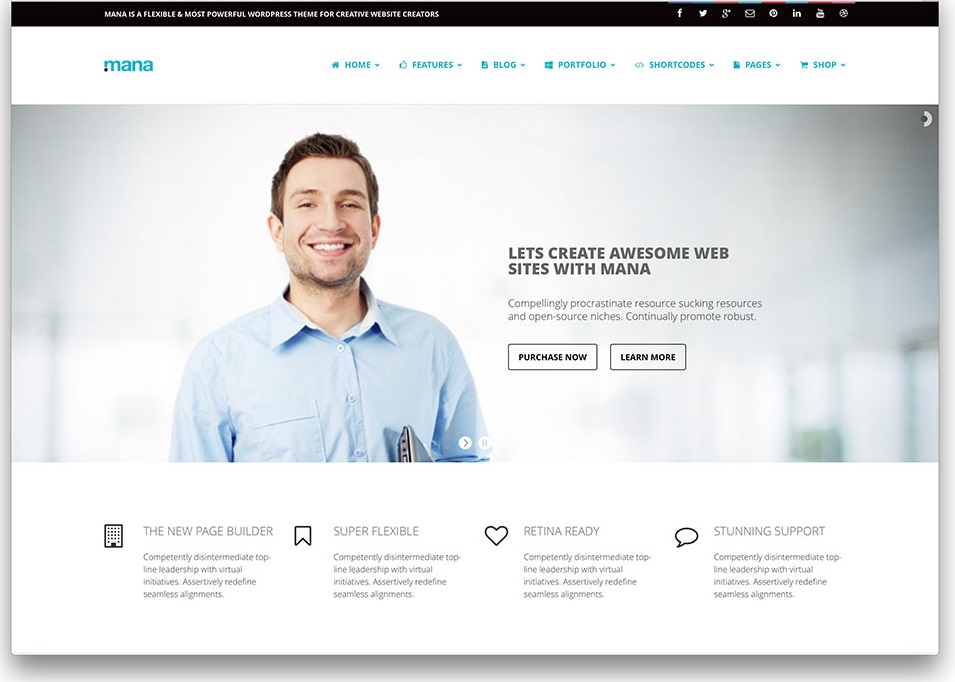 MANA IS A FLEXIBLE & MOST POWERFUL WORDPRESS THEME FOR CREATIVE WEBSITE CREATORS
mana
HOME FEATURES BLOG PORTFOLIO SHORTCODES PAGES SHOP
LETS CREATE AWESOME WEB
SITES WITH MANA
Compellingly procrastinate resource sucking resources
and open-source niches. Continually promote robust.
PURCHASE NOW LEARN MORE
THE NEW PAGE BUILDER
Competently disintermediate top-
line leadership with virtual
initiatives. Assertively redefine
seamless alignments.
SUPER FLEXIBLE
Competently disintermediate top-
line leadership with virtual
initiatives. Assertively redefine
seamless alignments.
RETINA READY
Competently disintermediate top-
line leadership with virtual
initiatives. Assertively redefine
seamless alignments.
STUNNING SUPPORT
Competently disintermediate top-
line leadership with virtual
initiatives. Assertively redefine
seamless alignments.